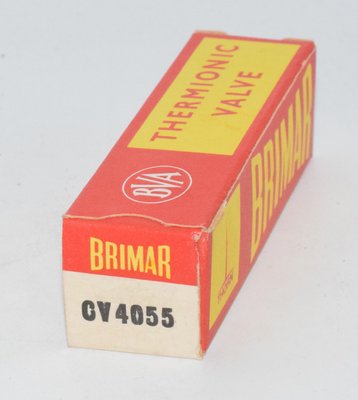 THERMIONIC
VALVE
BVA
BRIMAR
BRIMAR
CV4055